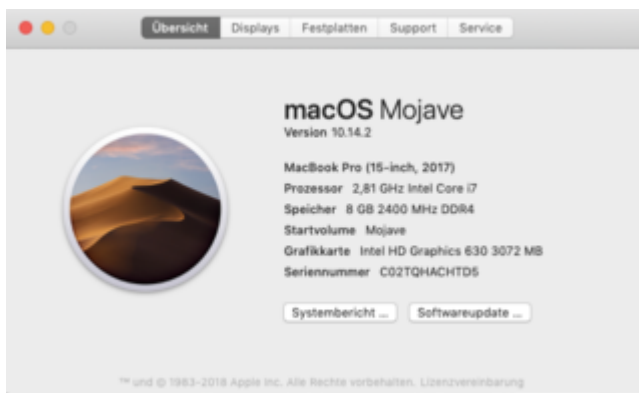 Übersicht Displays Festplatten Support Service
macOS Mojave
Version 10.14.2
MacBook Pro (15-inch, 2017)
Prozessor 2,81 GHz Intel Core i7
Speicher 8 GB 2400 MHz DDR4
Startvolume Mojave
Grafikkarte Intel HD Graphics 630 3072 MB
Seriennummer C02TQHACHTD5
Systembericht ... Softwareupdate ...
™ und © 1983-2018 Apple Inc. Alle Rechte vorbehalten. Lizenzvereinbarung